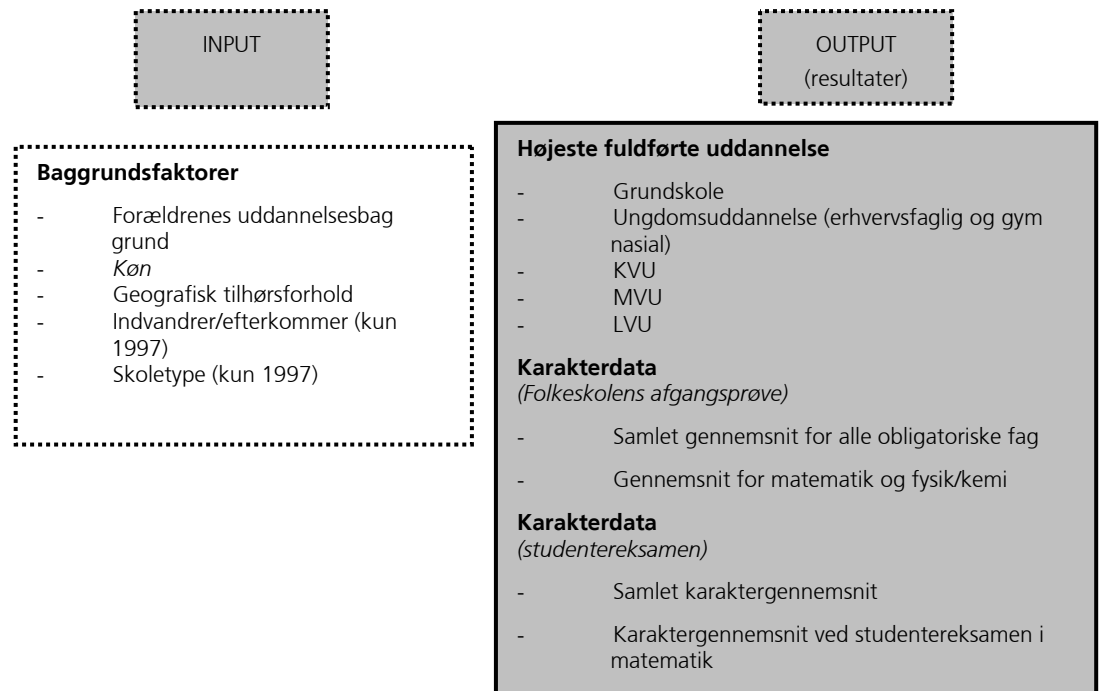 INPUT
OUTPUT
(resultater)
Baggrundsfaktorer
- Forældrenes uddannelsesbag
grund
- Køn
- Geografisk tilhørsforhold
- Indvandrer/efterkommer (kun
1997)
- Skoletype (kun 1997)
Højeste fuldførte uddannelse
- Grundskole
- Ungdomsuddannelse (erhvervsfaglig og gym
nasial)
- KVU
- MVU
- LVU
Karakterdata
(Folkeskolens afgangsprøve)
- Samlet gennemsnit for alle obligatoriske fag
- Gennemsnit for matematik og fysik/kemi
Karakterdata
(studentereksamen)
- Samlet karaktergennemsnit
- Karaktergennemsnit ved studentereksamen i
matematik